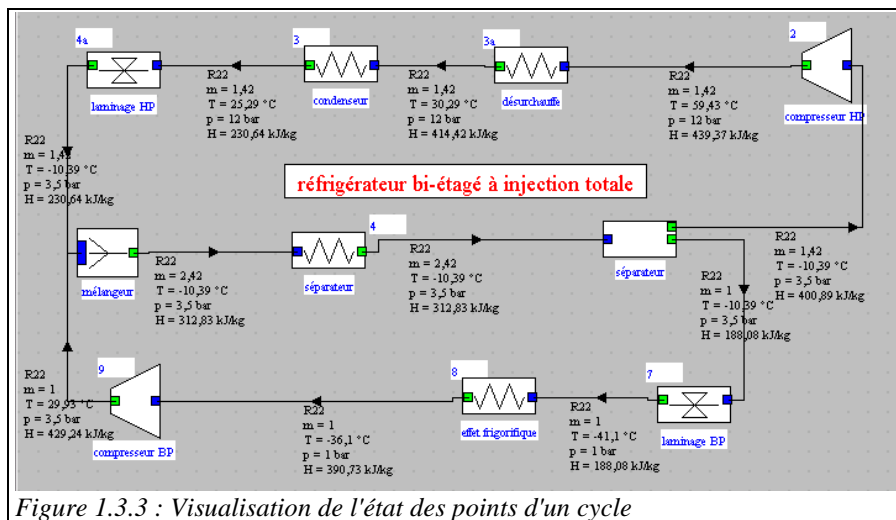 4a
3
3a
2
laminage HP
condenseur
désurchauffe
compresseur HP
R22
m = 1,42
T = 25,29 °C
p = 12 bar
H = 230,64 kJ/kg
R22
m = 1,42
T = 30,29 °C
p = 12 bar
H = 414,42 kJ/kg
R22
m = 1,42
T = 59,43 °C
p = 12 bar
H = 439,37 kJ/kg
R22
m = 1,42
T = -10,39 °C
p = 3,5 bar
H = 230,64 kJ/kg
réfrigérateur bi-étagé à injection totale
4
mélangeur
séparateur
séparateur
R22
m = 2,42
T = -10,39 °C
p = 3,5 bar
H = 312,83 kJ/kg
R22
m = 2,42
T = -10,39 °C
p = 3,5 bar
H = 312,83 kJ/kg
R22
m = 1
T = -10,39 °C
p = 3,5 bar
H = 188,08 kJ/kg
R22
m = 1,42
T = -10,39 °C
p = 3,5 bar
H = 400,89 kJ/kg
9
8
7
compresseur BP
effet frigorifique
laminage BP
R22
m = 1
T = 29,93 °C
p = 3,5 bar
H = 429,24 kJ/kg
R22
m = 1
T = -36,1 °C
p = 1 bar
H = 390,73 kJ/kg
R22
m = 1
T = -41,1 °C
p = 1 bar
H = 188,08 kJ/kg
Figure 1.3.3 : Visualisation de l'état des points d'un cycle